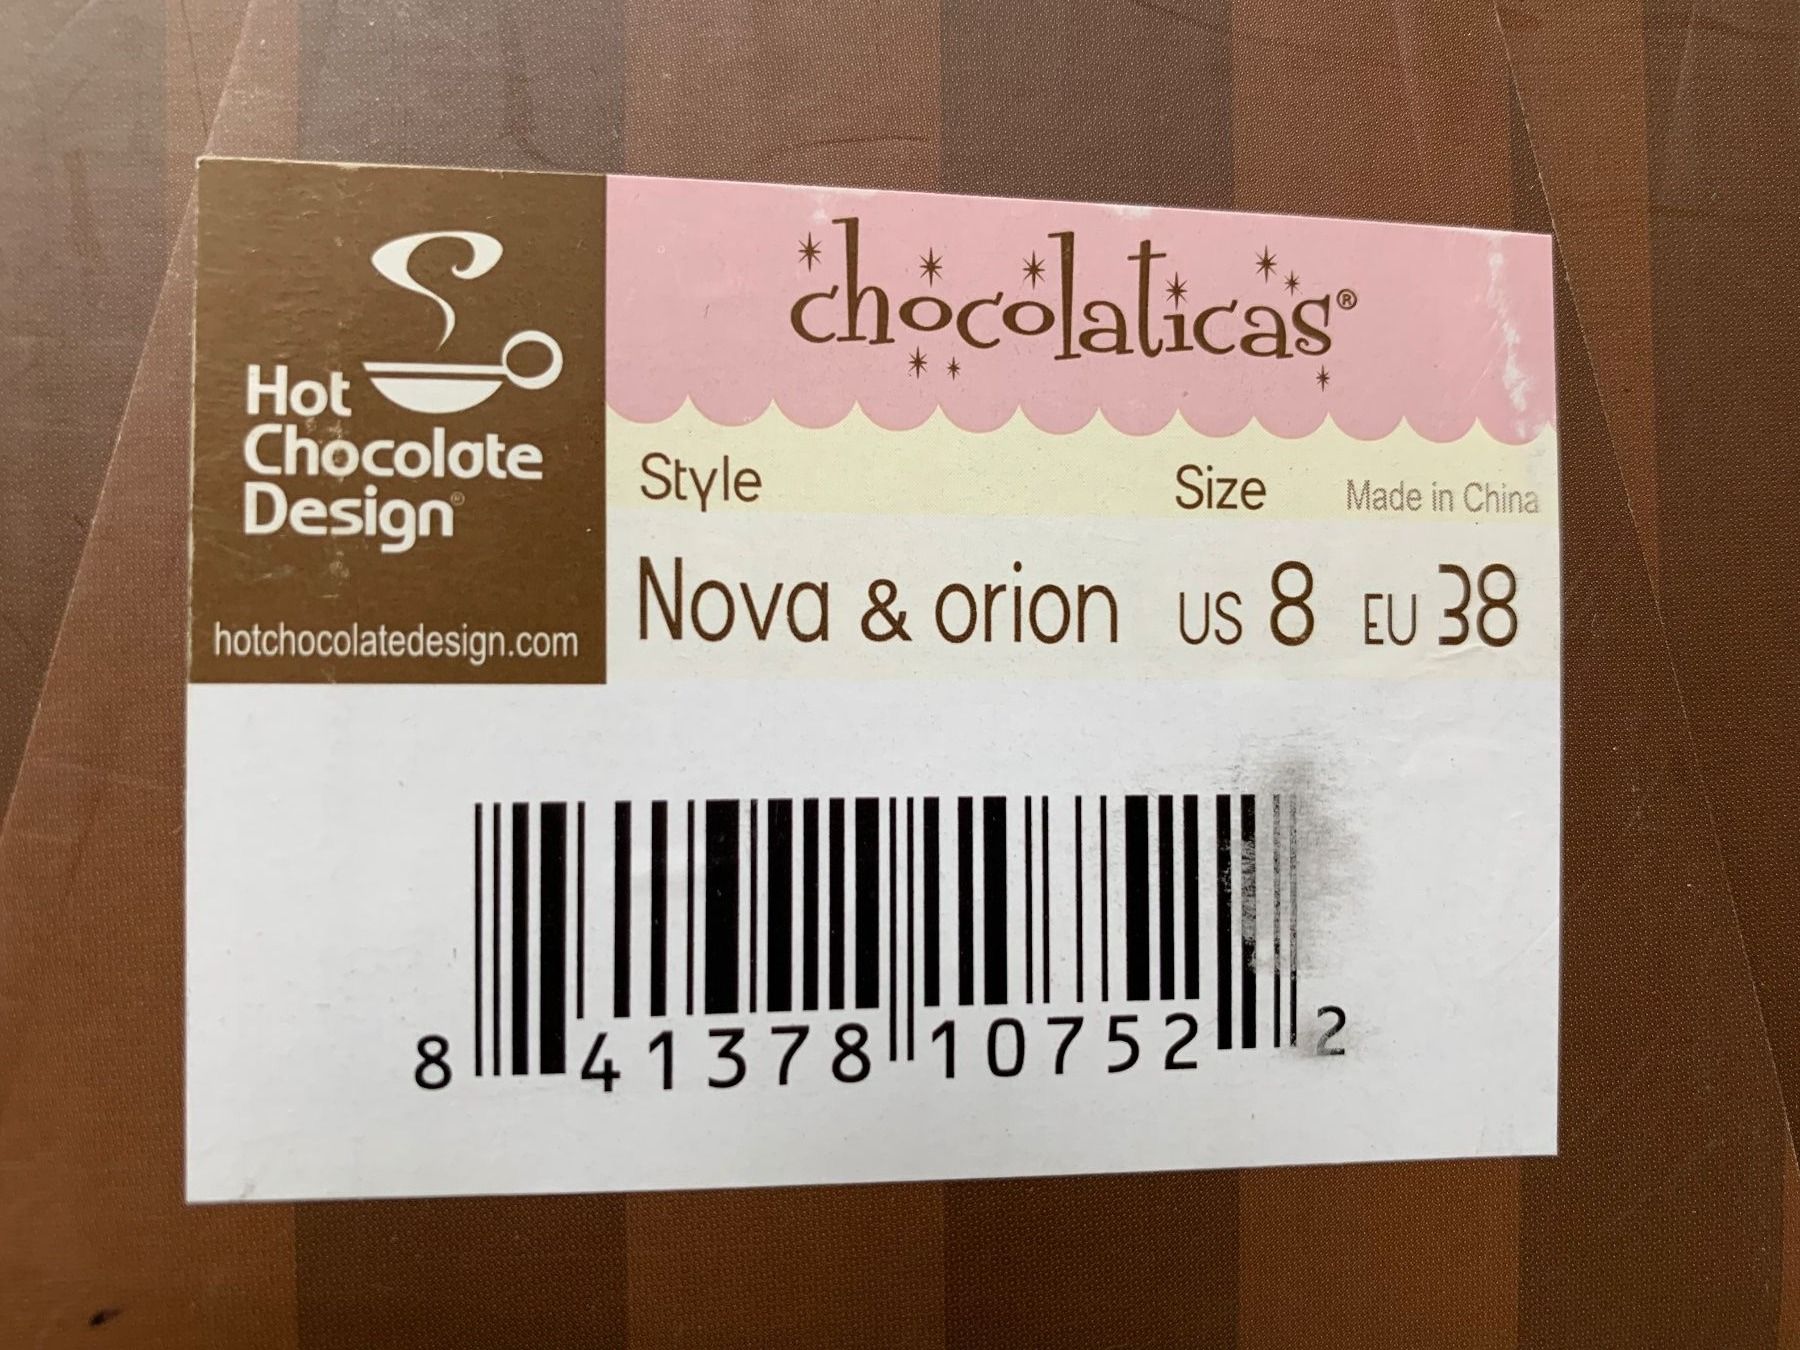 Hot
Chocolate
Design®
hotchocolatedesign.com
chocolaticas®
Style Size Made in China
Nova & orion US 8 EU 38
8 41378 10752 2